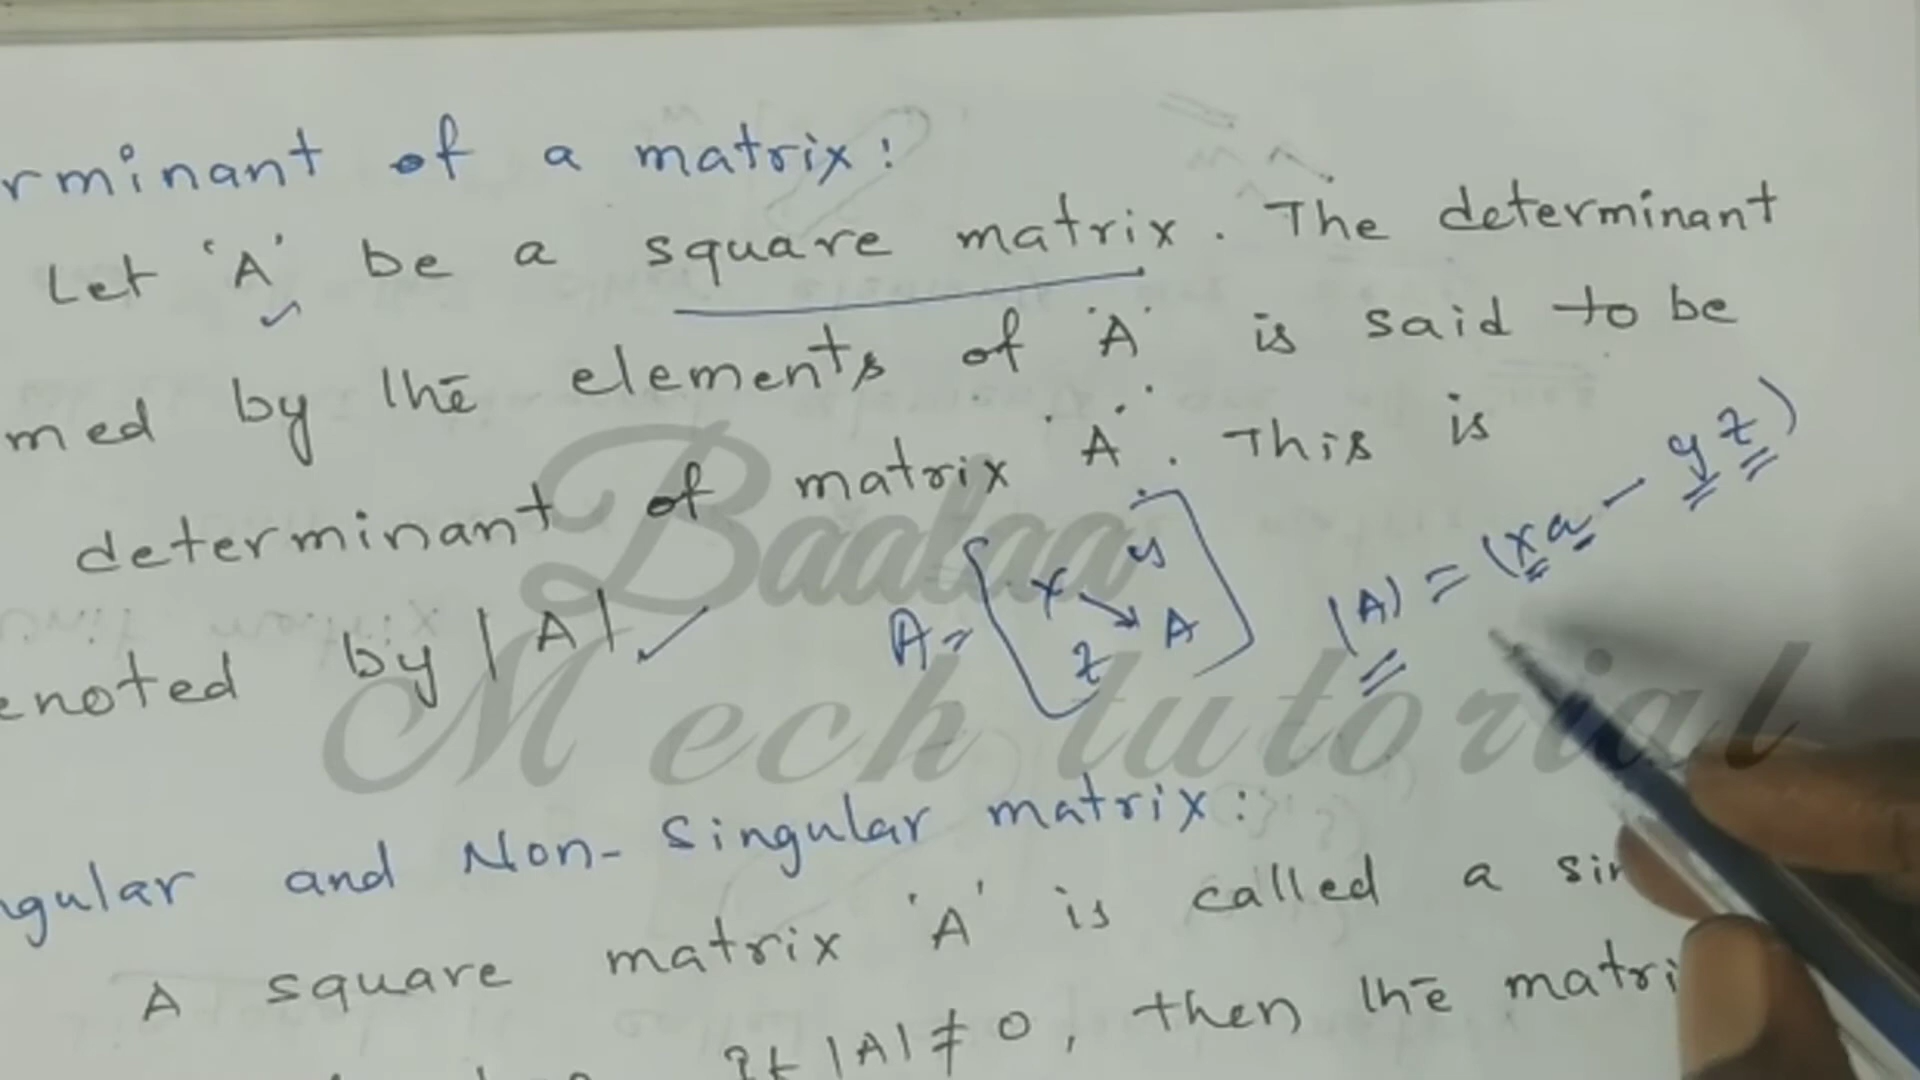 rminant of a matrix:
Let 'A' be a square matrix. The determinant
med by the elements of 'A' is said to be
determinant of matrix 'A'. This is
enoted by |A|
A = [x y
z A]
|A| = (xa - yz)
Baalaa
Mech tutorial
ngular and Non-Singular matrix:
A square matrix 'A' is called a sin
If |A| ≠ 0, then the matri